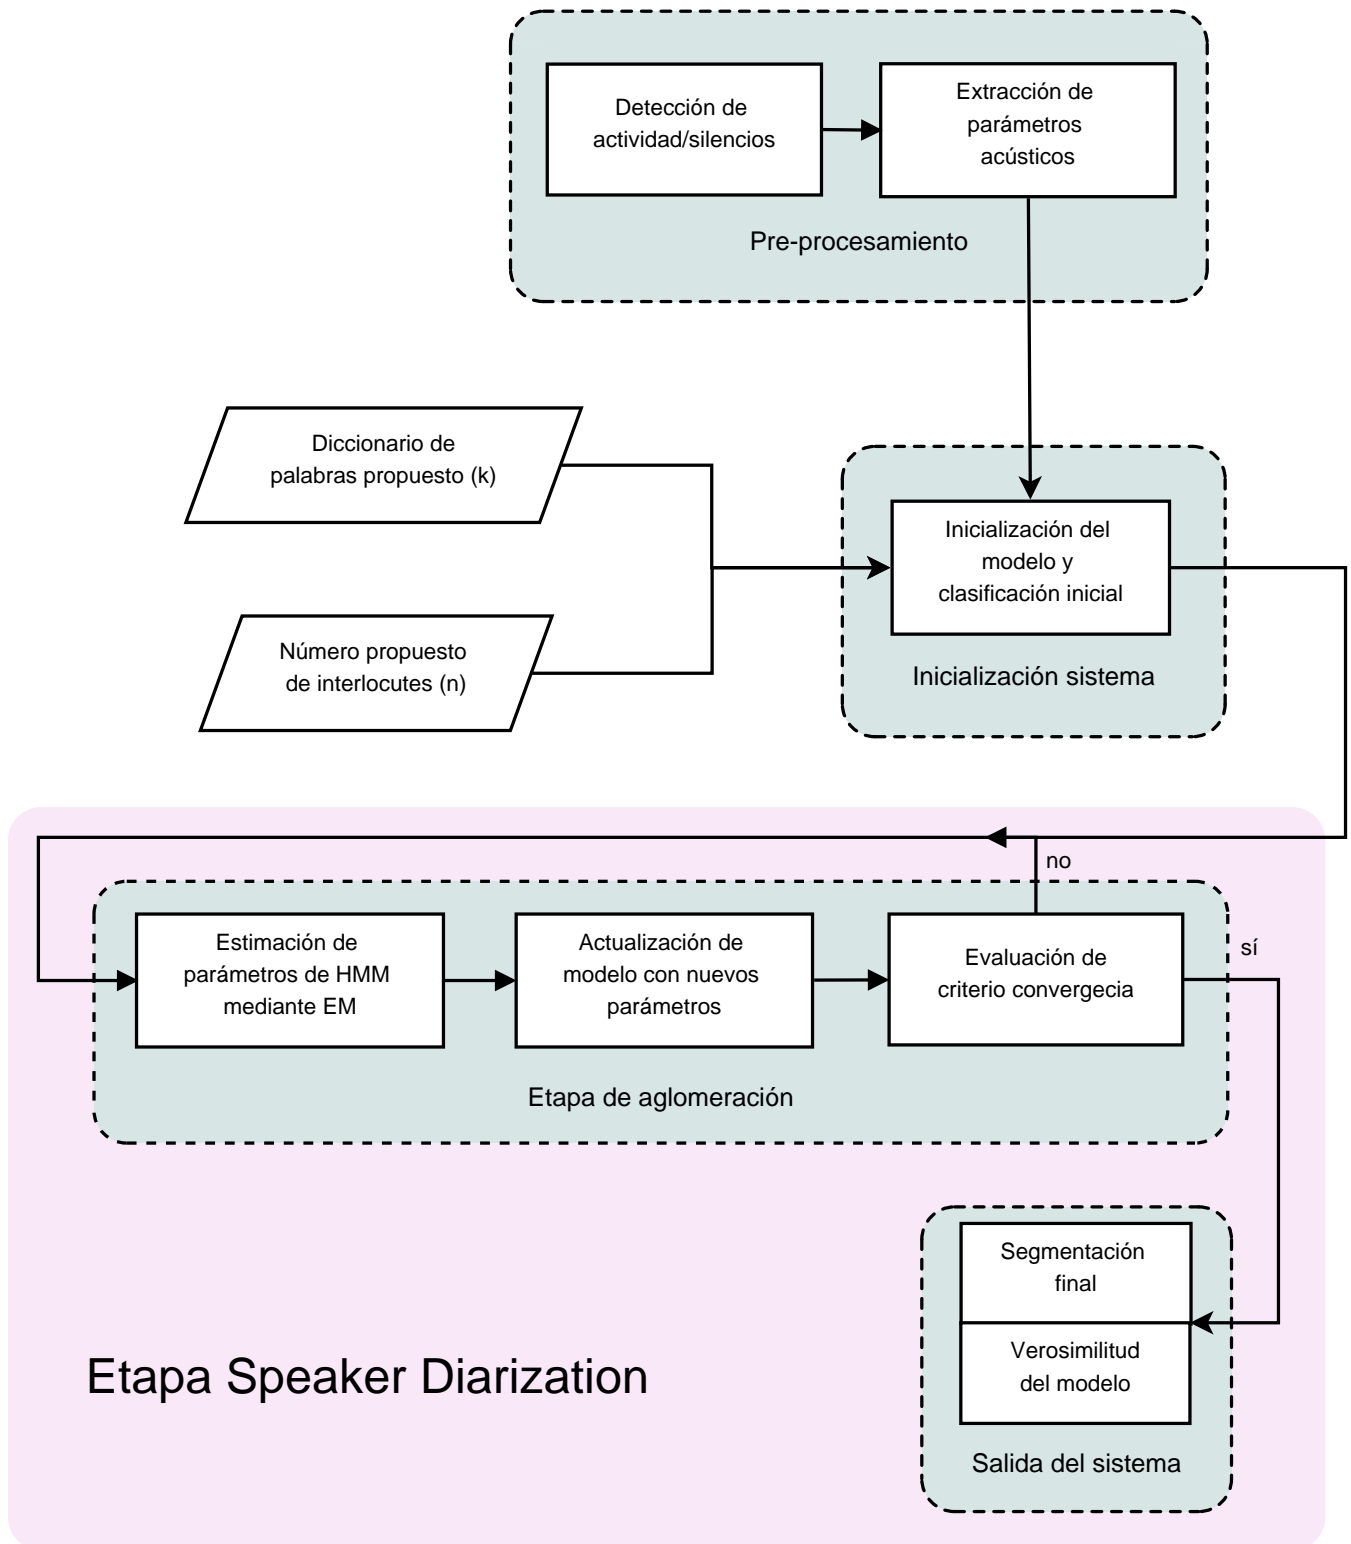 Detección de
actividad/silencios
Extracción de
parámetros
acústicos
Pre-procesamiento
Diccionario de
palabras propuesto (k)
Número propuesto
de interlocutes (n)
Inicialización del
modelo y
clasificación inicial
Inicialización sistema
no
Estimación de
parámetros de HMM
mediante EM
Actualización de
modelo con nuevos
parámetros
Evaluación de
criterio convergecia
sí
Etapa de aglomeración
Segmentación
final
Verosimilitud
del modelo
Salida del sistema
Etapa Speaker Diarization